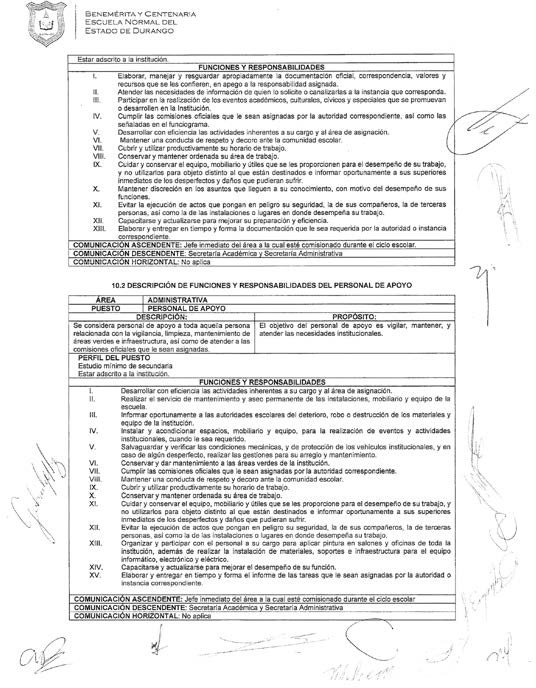 BENEMÉRITA Y CENTENARIA
ESCUELA NORMAL DEL
ESTADO DE DURANGO
Estar adscrito a la institución.
FUNCIONES Y RESPONSABILIDADES
I. Elaborar, manejar y resguardar apropiadamente la documentación oficial, correspondencia, valores y
recursos que se les confieren, en apego a la responsabilidad asignada.
II. Atender las necesidades de información de quien lo solicite o canalizarlas a la instancia que corresponda.
III. Participar en la realización de los eventos académicos, culturales, cívicos y especiales que se promuevan
o desarrollen en la Institución.
IV. Cumplir las comisiones oficiales que le sean asignadas por la autoridad correspondiente, así como las
señaladas en el funciograma.
V. Desarrollar con eficiencia las actividades inherentes a su cargo y al área de asignación.
VI. Mantener una conducta de respeto y decoro ante la comunidad escolar.
VII. Cubrir y utilizar productivamente su horario de trabajo.
VIII. Conservar y mantener ordenada su área de trabajo.
IX. Cuidar y conservar el equipo, mobiliario y útiles que se les proporcionen para el desempeño de su trabajo,
y no utilizarlos para objeto distinto al que están destinados e informar oportunamente a sus superiores
inmediatos de los desperfectos y daños que pudieran sufrir.
X. Mantener discreción en los asuntos que lleguen a su conocimiento, con motivo del desempeño de sus
funciones.
XI. Evitar la ejecución de actos que pongan en peligro su seguridad, la de sus compañeros, la de terceras
personas, así como la de las instalaciones o lugares en donde desempeña su trabajo.
XII. Capacitarse y actualizarse para mejorar su preparación y eficiencia.
XIII. Elaborar y entregar en tiempo y forma la documentación que le sea requerida por la autoridad o instancia
correspondiente.
COMUNICACIÓN ASCENDENTE: Jefe inmediato del área a la cual esté comisionado durante el ciclo escolar.
COMUNICACIÓN DESCENDENTE: Secretaría Académica y Secretaría Administrativa
COMUNICACIÓN HORIZONTAL: No aplica
10.2 DESCRIPCIÓN DE FUNCIONES Y RESPONSABILIDADES DEL PERSONAL DE APOYO
ÁREA ADMINISTRATIVA
PUESTO PERSONAL DE APOYO
DESCRIPCIÓN: PROPÓSITO:
Se considera personal de apoyo a toda aquella persona
relacionada con la vigilancia, limpieza, mantenimiento de
áreas verdes e infraestructura, así como de atender a las
comisiones oficiales que le sean asignadas.
El objetivo del personal de apoyo es vigilar, mantener, y
atender las necesidades institucionales.
PERFIL DEL PUESTO
Estudio mínimo de secundaria
Estar adscrito a la institución.
FUNCIONES Y RESPONSABILIDADES
I. Desarrollar con eficiencia las actividades inherentes a su cargo y al área de asignación.
II. Realizar el servicio de mantenimiento y aseo permanente de las instalaciones, mobiliario y equipo de la
escuela.
III. Informar oportunamente a las autoridades escolares del deterioro, robo o destrucción de los materiales y
equipo de la institución.
IV. Instalar y acondicionar espacios, mobiliario y equipo, para la realización de eventos y actividades
institucionales, cuando le sea requerido.
V. Salvaguardar y verificar las condiciones mecánicas, y de protección de los vehículos institucionales, y en
caso de algún desperfecto, realizar las gestiones para su arreglo y mantenimiento.
VI. Conservar y dar mantenimiento a las áreas verdes de la institución.
VII. Cumplir las comisiones oficiales que le sean asignadas por la autoridad correspondiente.
VIII. Mantener una conducta de respeto y decoro ante la comunidad escolar.
IX. Cubrir y utilizar productivamente su horario de trabajo.
X. Conservar y mantener ordenada su área de trabajo.
XI. Cuidar y conservar el equipo, mobiliario y útiles que se les proporcione para el desempeño de su trabajo, y
no utilizarlos para objeto distinto al que están destinados e informar oportunamente a sus superiores
inmediatos de los desperfectos y daños que pudieran sufrir.
XII. Evitar la ejecución de actos que pongan en peligro su seguridad, la de sus compañeros, la de terceras
personas, así como la de las instalaciones o lugares en donde desempeña su trabajo.
XIII. Organizar y participar con el personal a su cargo para aplicar pintura en salones y oficinas de toda la
institución, además de realizar la instalación de materiales, soportes e infraestructura para el equipo
informático, electrónico y eléctrico.
XIV. Capacitarse y actualizarse para mejorar el desempeño de su función.
XV. Elaborar y entregar en tiempo y forma el informe de las tareas que le sean asignadas por la autoridad o
instancia correspondiente.
COMUNICACIÓN ASCENDENTE: Jefe inmediato del área a la cual esté comisionado durante el ciclo escolar
COMUNICACIÓN DESCENDENTE: Secretaría Académica y Secretaría Administrativa
COMUNICACIÓN HORIZONTAL: No aplica